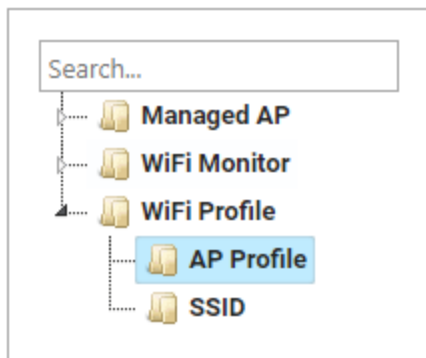 Search...
Managed AP
WiFi Monitor
WiFi Profile
AP Profile
SSID